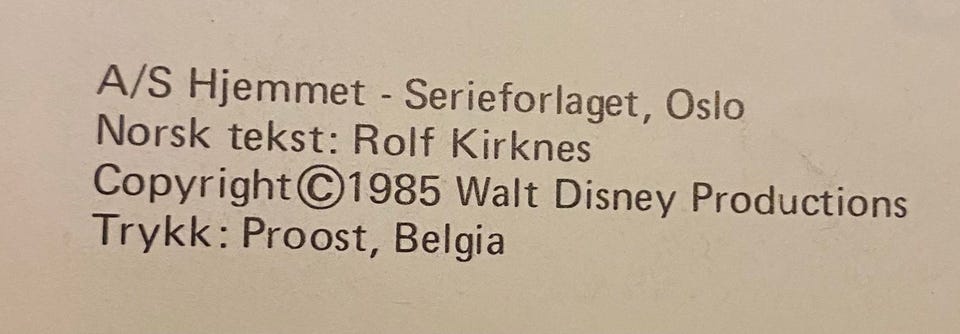 A/S Hjemmet - Serieforlaget, Oslo
Norsk tekst: Rolf Kirknes
Copyright©1985 Walt Disney Productions
Trykk: Proost, Belgia